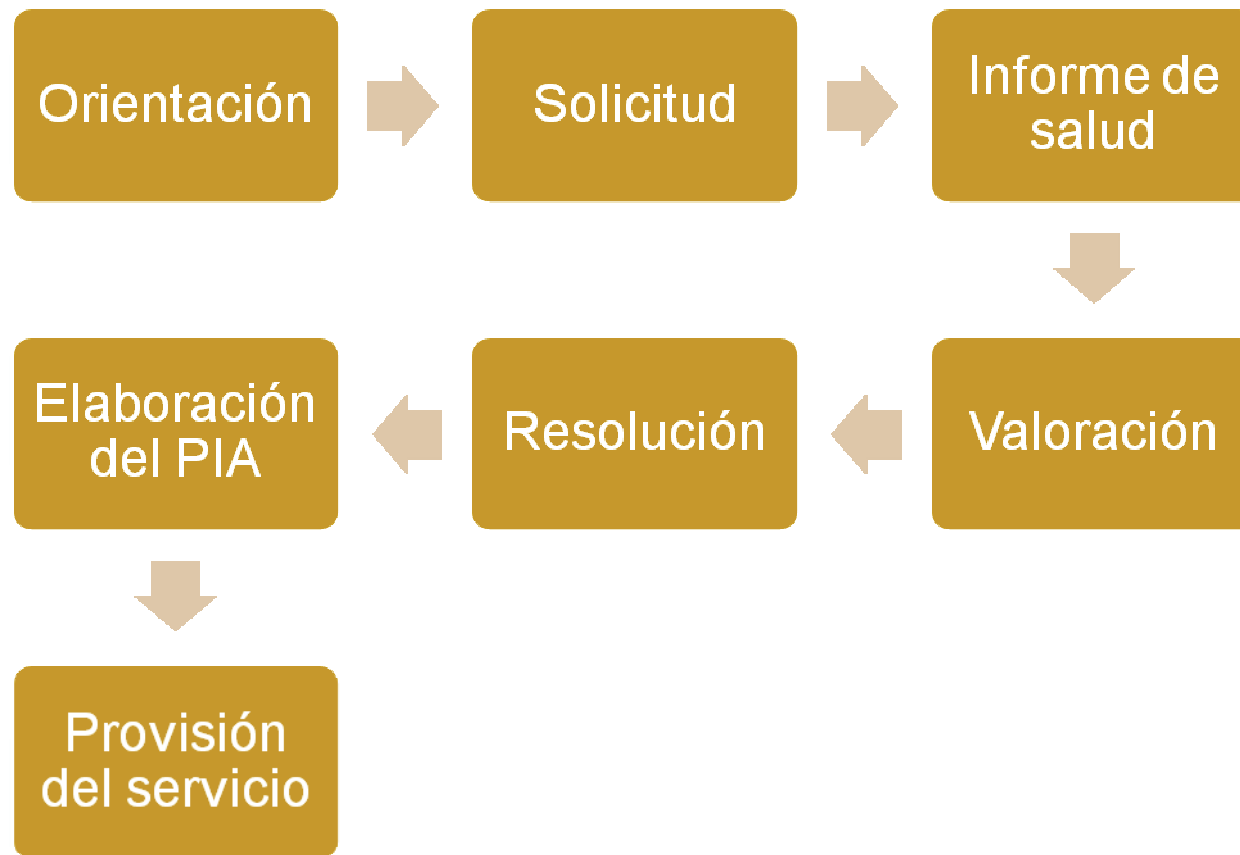 Orientación
Solicitud
Informe de
salud
Valoración
Resolución
Elaboración
del PIA
Provisión
del servicio